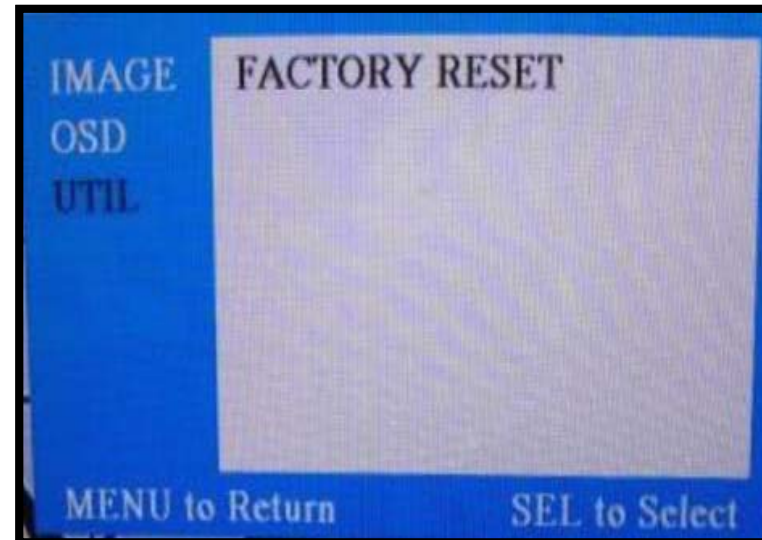 IMAGE
OSD
UTIL
FACTORY RESET
MENU to Return
SEL to Select